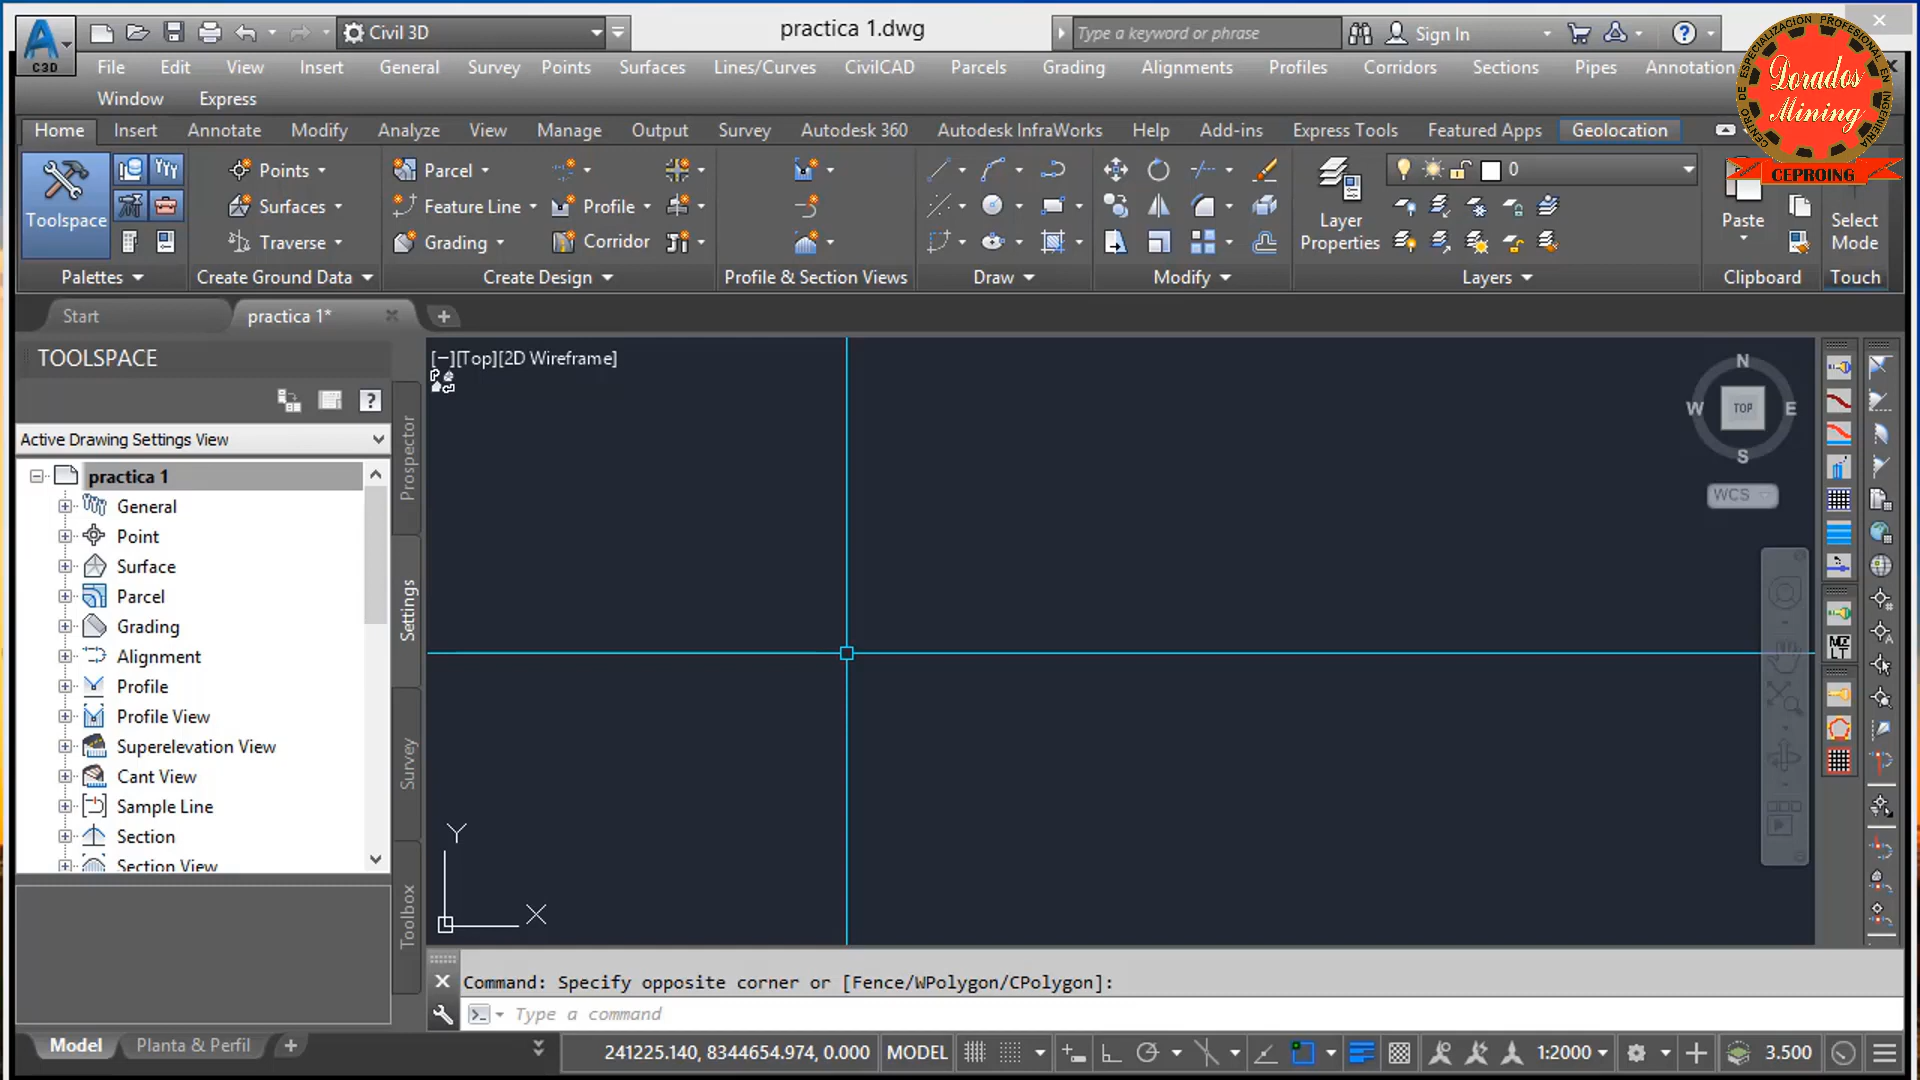 Civil 3D
practica 1.dwg
Type a keyword or phrase
Sign In
C3D
File Edit View Insert General Survey Points Surfaces Lines/Curves CivilCAD Parcels Grading Alignments Profiles Corridors Sections Pipes Annotation
Window Express
Home Insert Annotate Modify Analyze View Manage Output Survey Autodesk 360 Autodesk InfraWorks Help Add-ins Express Tools Featured Apps Geolocation
CENTRO DE ESPECIALIZACION PROFESIONAL EN INGENIERIA
Dorados
Mining
CEPROING
Toolspace
Points
Surfaces
Traverse
Parcel
Feature Line
Grading
Profile
Corridor
Layer
Properties
0
Paste
Select
Mode
Palettes Create Ground Data Create Design Profile & Section Views Draw Modify Layers Clipboard Touch
Start practica 1*
TOOLSPACE
Active Drawing Settings View
practica 1
General
Point
Surface
Parcel
Grading
Alignment
Profile
Profile View
Superelevation View
Cant View
Sample Line
Section
Section View
Prospector
Settings
Survey
Toolbox
[−][Top][2D Wireframe]
N
W TOP E
S
WCS
Y
X
Command: Specify opposite corner or [Fence/WPolygon/CPolygon]:
Type a command
Model Planta & Perfil
241225.140, 8344654.974, 0.000 MODEL 1:2000 3.500